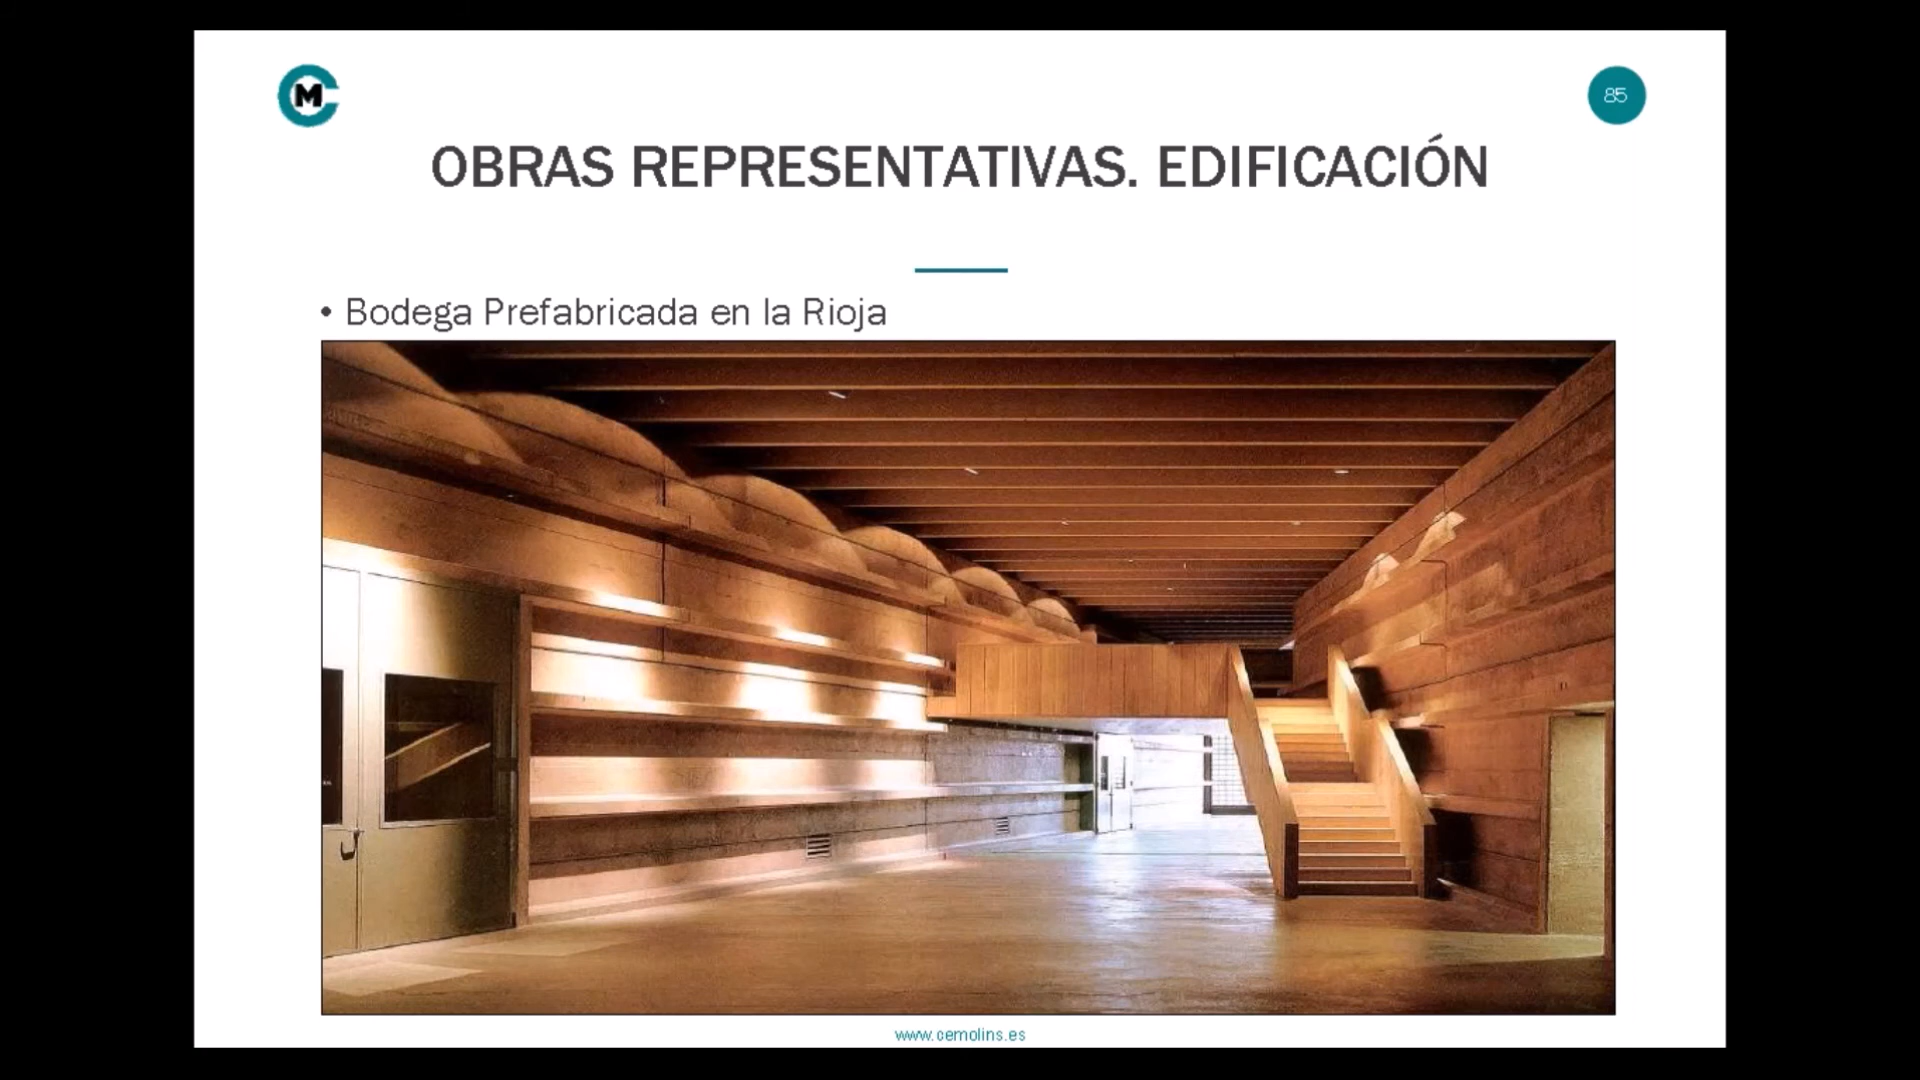 M
85
OBRAS REPRESENTATIVAS. EDIFICACIÓN
• Bodega Prefabricada en la Rioja
www.cemolins.es